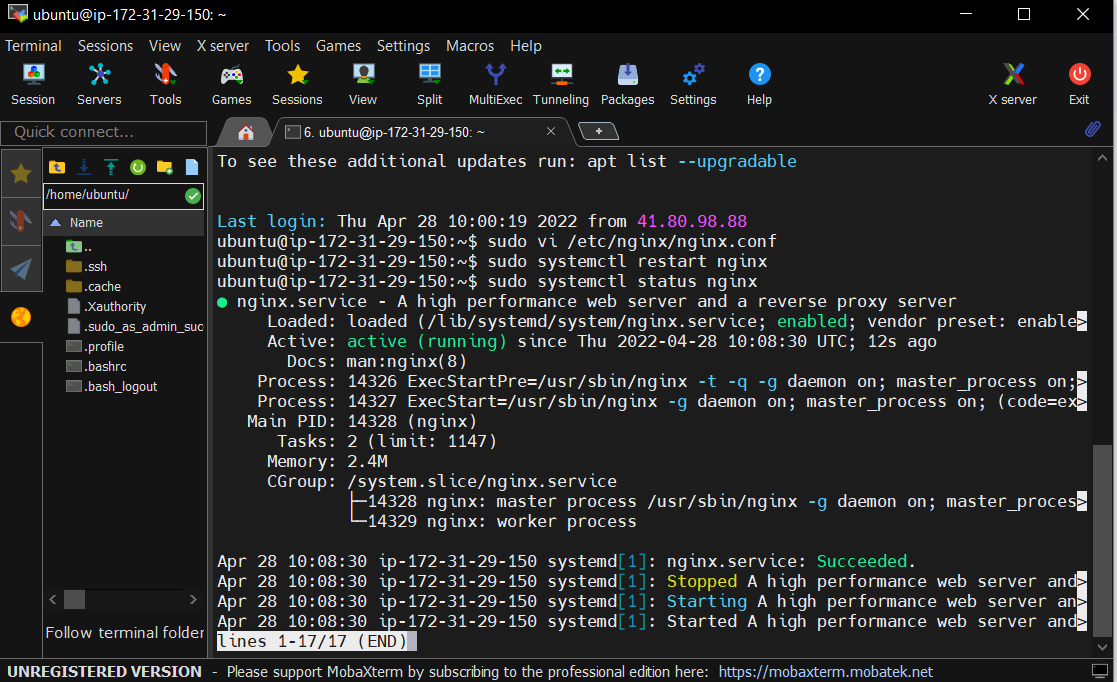 ubuntu@ip-172-31-29-150: ~
Terminal Sessions View X server Tools Games Settings Macros Help
Session Servers Tools Games Sessions View Split MultiExec Tunneling Packages Settings Help X server Exit
Quick connect...
6. ubuntu@ip-172-31-29-150: ~
/home/ubuntu/
Name
..
.ssh
.cache
.Xauthority
.sudo_as_admin_suc
.profile
.bashrc
.bash_logout
Follow terminal folder
To see these additional updates run: apt list --upgradable
Last login: Thu Apr 28 10:00:19 2022 from 41.80.98.88
ubuntu@ip-172-31-29-150:~$ sudo vi /etc/nginx/nginx.conf
ubuntu@ip-172-31-29-150:~$ sudo systemctl restart nginx
ubuntu@ip-172-31-29-150:~$ sudo systemctl status nginx
● nginx.service - A high performance web server and a reverse proxy server
Loaded: loaded (/lib/systemd/system/nginx.service; enabled; vendor preset: enable>
Active: active (running) since Thu 2022-04-28 10:08:30 UTC; 12s ago
Docs: man:nginx(8)
Process: 14326 ExecStartPre=/usr/sbin/nginx -t -q -g daemon on; master_process on;>
Process: 14327 ExecStart=/usr/sbin/nginx -g daemon on; master_process on; (code=ex>
Main PID: 14328 (nginx)
Tasks: 2 (limit: 1147)
Memory: 2.4M
CGroup: /system.slice/nginx.service
├─14328 nginx: master process /usr/sbin/nginx -g daemon on; master_proces>
└─14329 nginx: worker process
Apr 28 10:08:30 ip-172-31-29-150 systemd[1]: nginx.service: Succeeded.
Apr 28 10:08:30 ip-172-31-29-150 systemd[1]: Stopped A high performance web server and>
Apr 28 10:08:30 ip-172-31-29-150 systemd[1]: Starting A high performance web server an>
Apr 28 10:08:30 ip-172-31-29-150 systemd[1]: Started A high performance web server and>
lines 1-17/17 (END)
UNREGISTERED VERSION - Please support MobaXterm by subscribing to the professional edition here: https://mobaxterm.mobatek.net